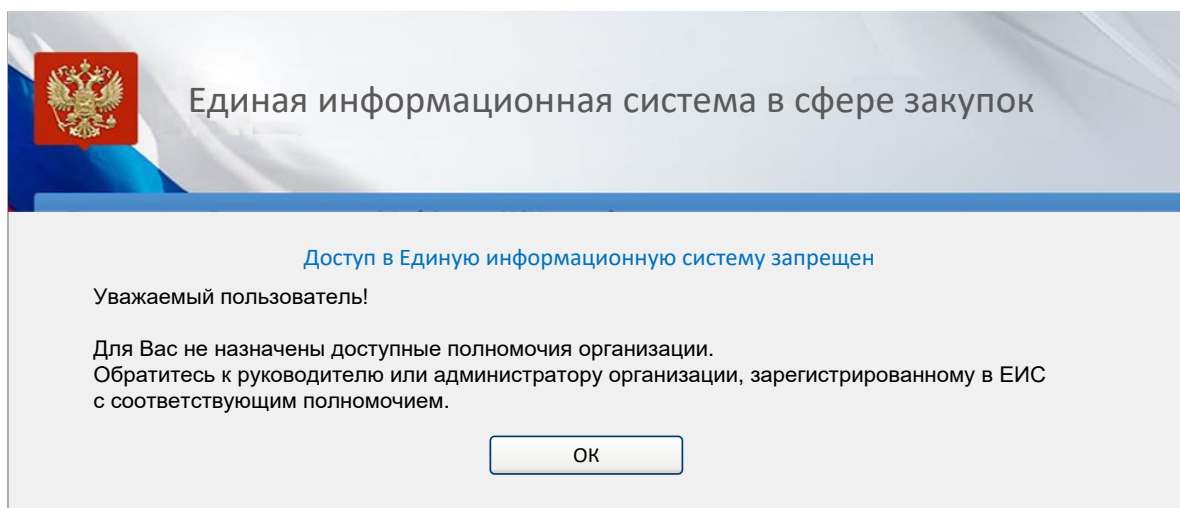 Единая информационная система в сфере закупок
Доступ в Единую информационную систему запрещен
Уважаемый пользователь!
Для Вас не назначены доступные полномочия организации.
Обратитесь к руководителю или администратору организации, зарегистрированному в ЕИС
с соответствующим полномочием.
ОК